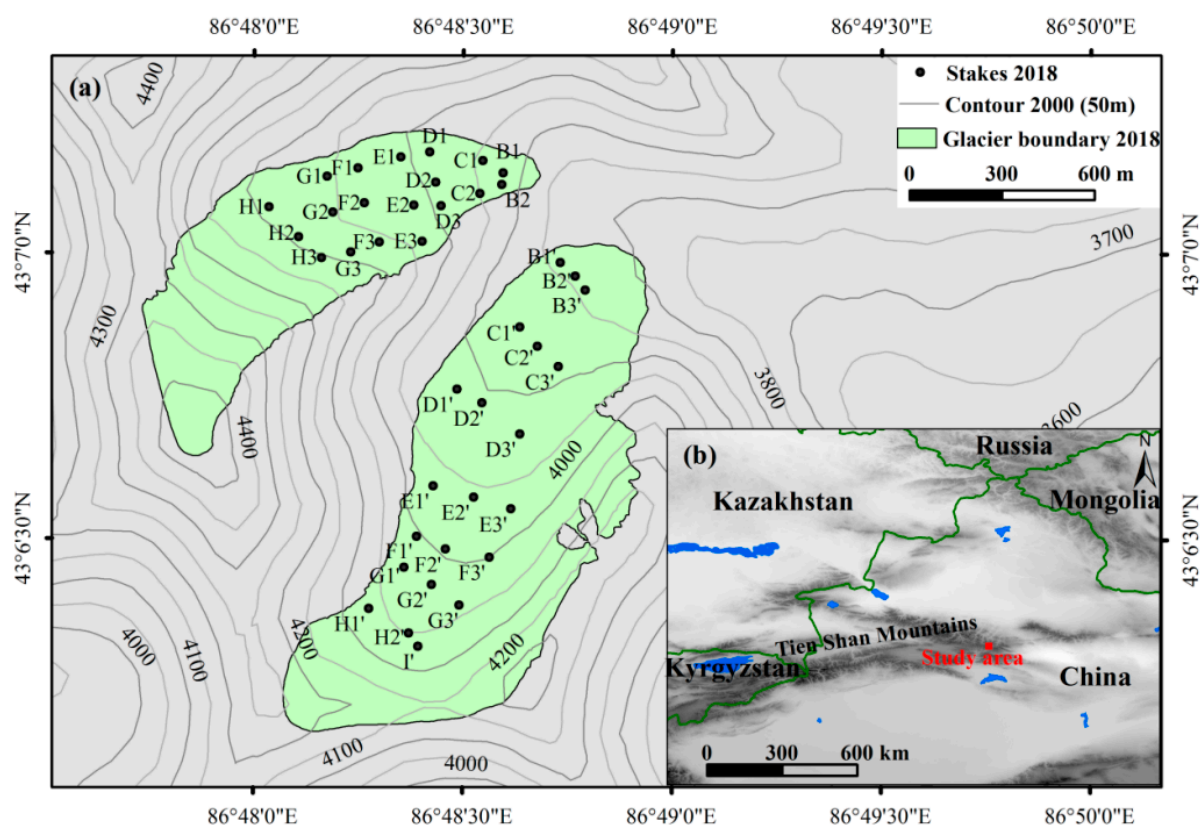 86°48'0"E 86°48'30"E 86°49'0"E 86°49'30"E 86°50'0"E
(a)
4400
Stakes 2018
Contour 2000 (50m)
Glacier boundary 2018
0 300 600 m
D1
E1 C1 B1
F1
G1 D2
C2 B2
H1 G2 F2 E2 D3
H2 F3 E3
H3 G3
43°7'0"N
43°7'0"N
3700
B1'
B2'
B3'
4300
C1'
C2'
C3'
3800
D1'
D2'
3600
4400
D3'
4000
E1'
E2'
E3'
43°6'30"N
43°6'30"N
F1'
F2'
F3'
G1'
G2'
G3'
H1'
H2'
I'
4200
4200
4000
4100
4100
4000
(b)
Russia
N
Kazakhstan
Mongolia
Tien Shan Mountains
Study area
Kyrgyzstan
China
0 300 600 km
86°48'0"E 86°48'30"E 86°49'0"E 86°49'30"E 86°50'0"E